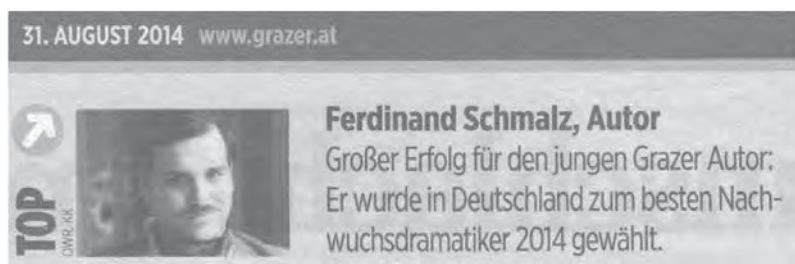 31. AUGUST 2014 www.grazer.at
TOP
DWR, KK
Ferdinand Schmalz, Autor
Großer Erfolg für den jungen Grazer Autor:
Er wurde in Deutschland zum besten Nach-
wuchsdramatiker 2014 gewählt.